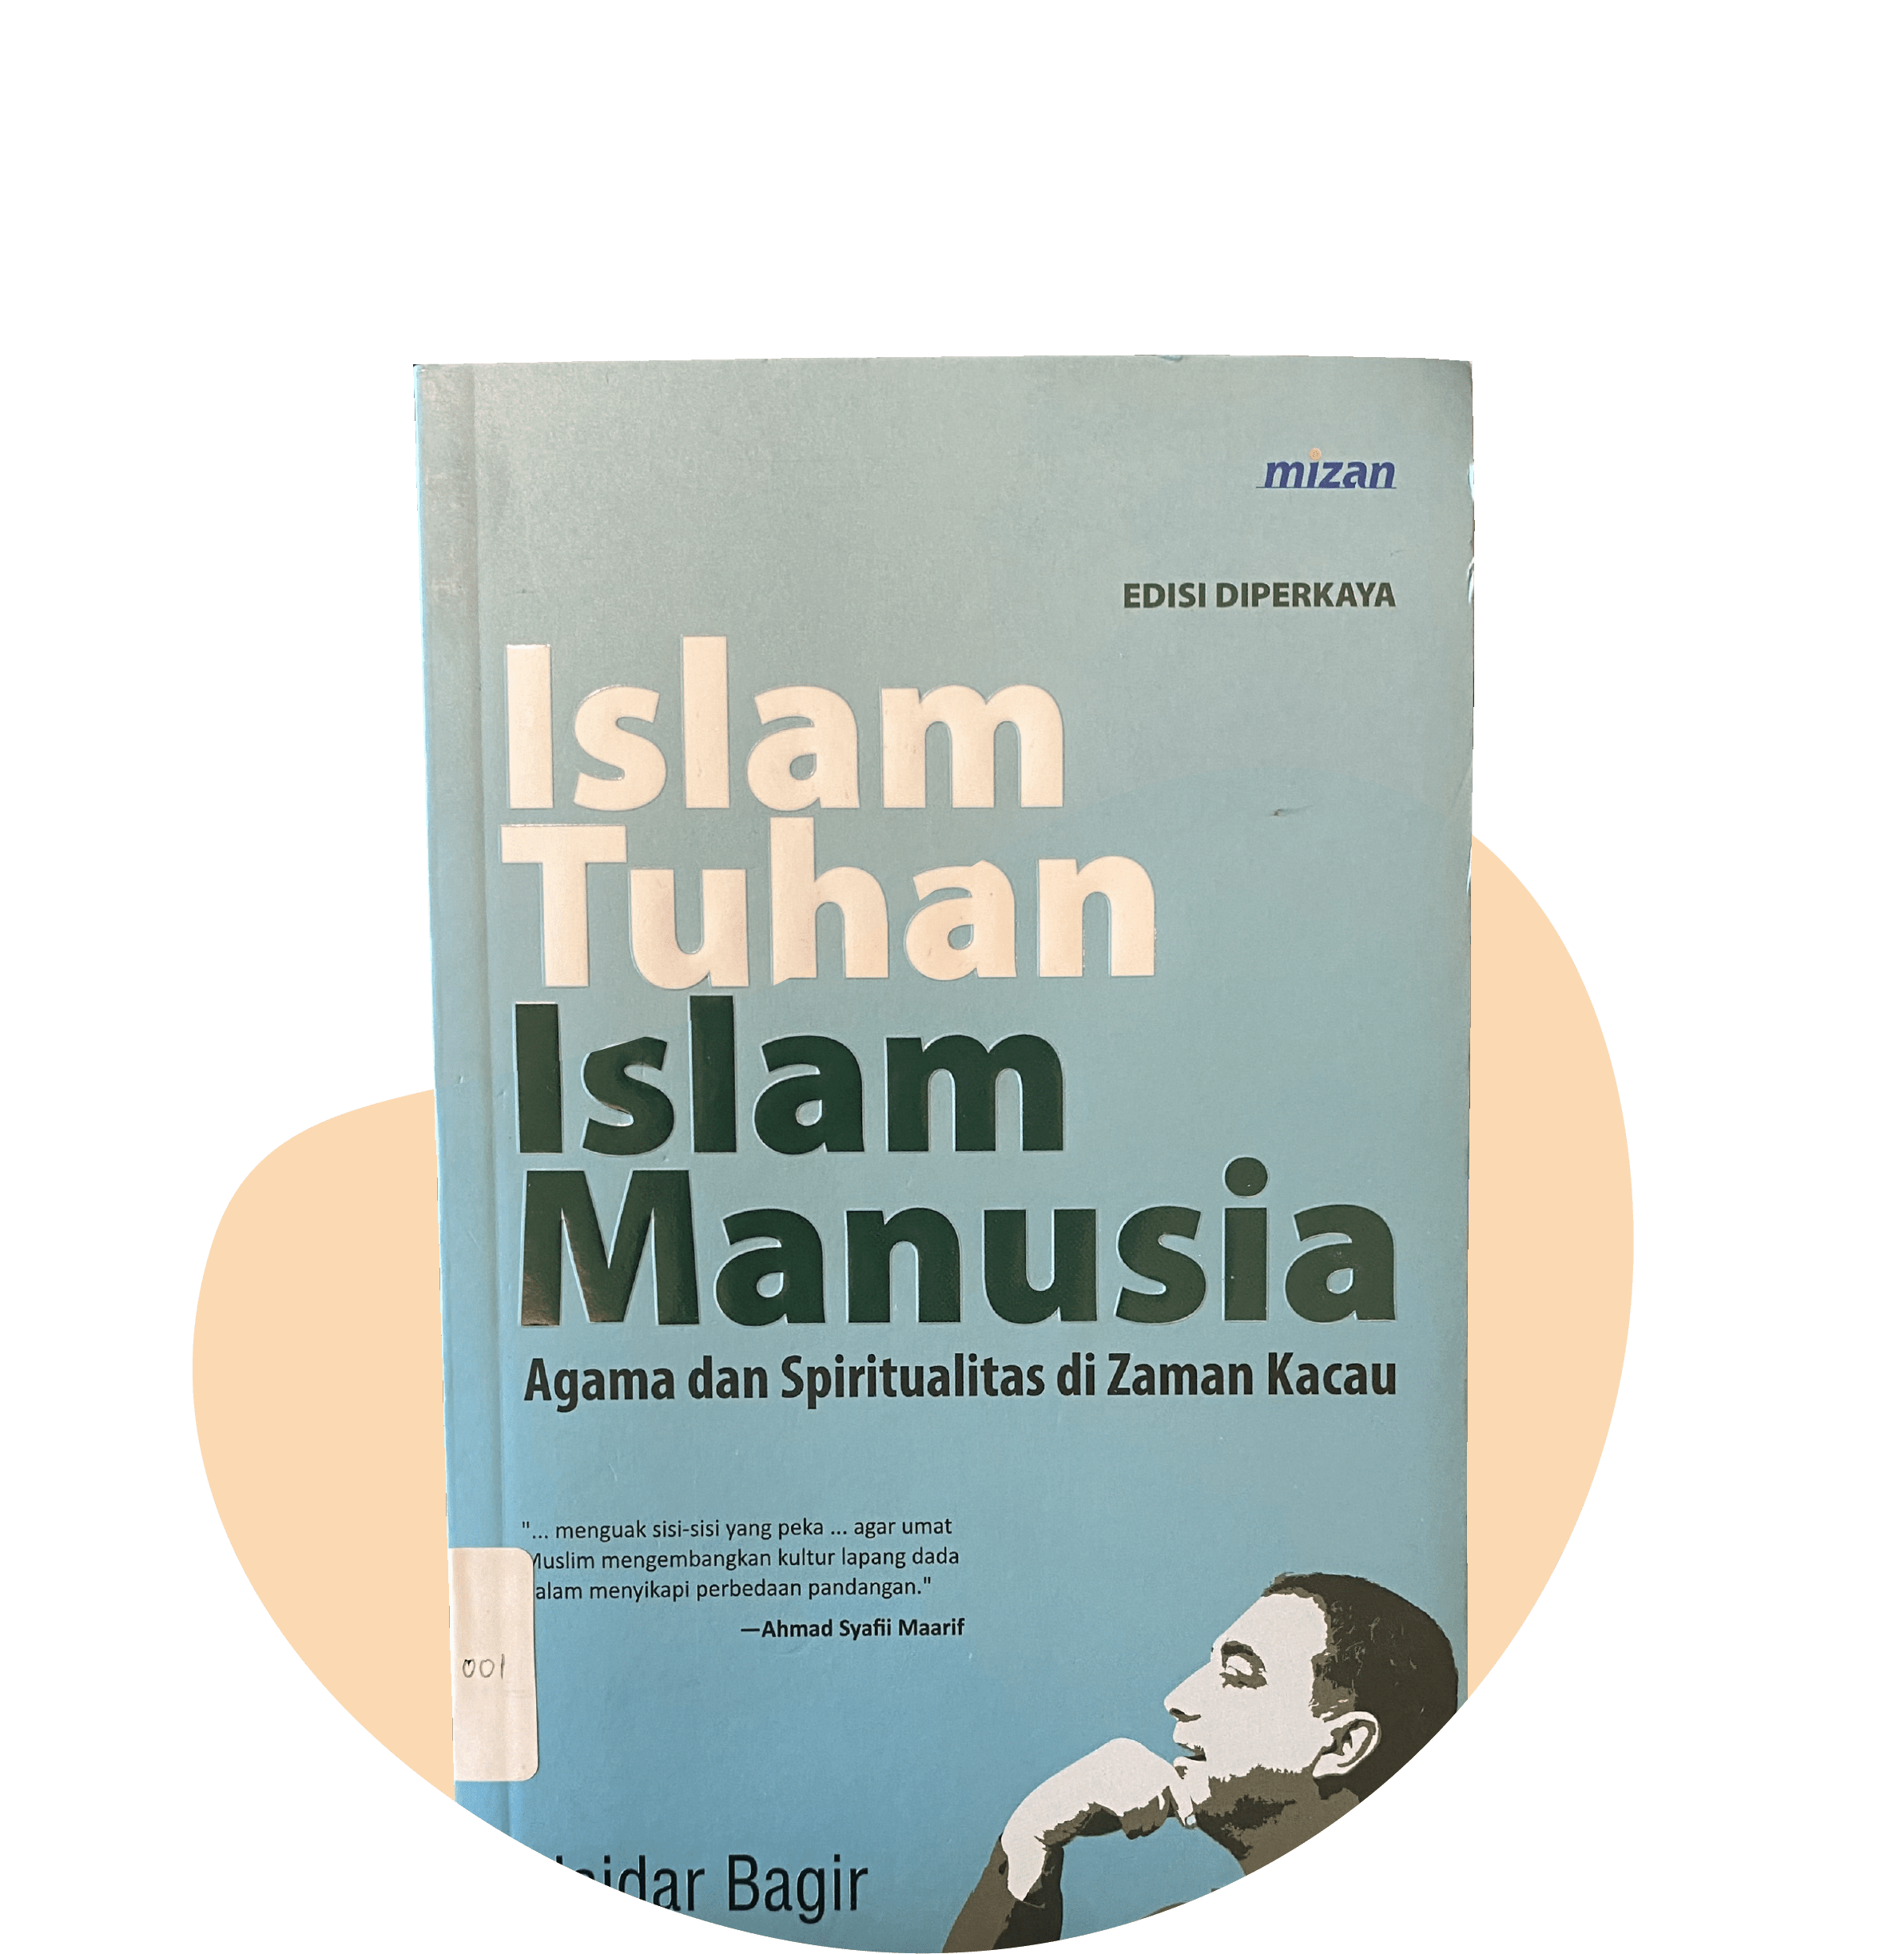 mizan
EDISI DIPERKAYA
Islam
Tuhan
Islam
Manusia
Agama dan Spiritualitas di Zaman Kacau
"... menguak sisi-sisi yang peka ... agar umat
Muslim mengembangkan kultur lapang dada
alam menyikapi perbedaan pandangan."
—Ahmad Syafii Maarif
001
Bagir